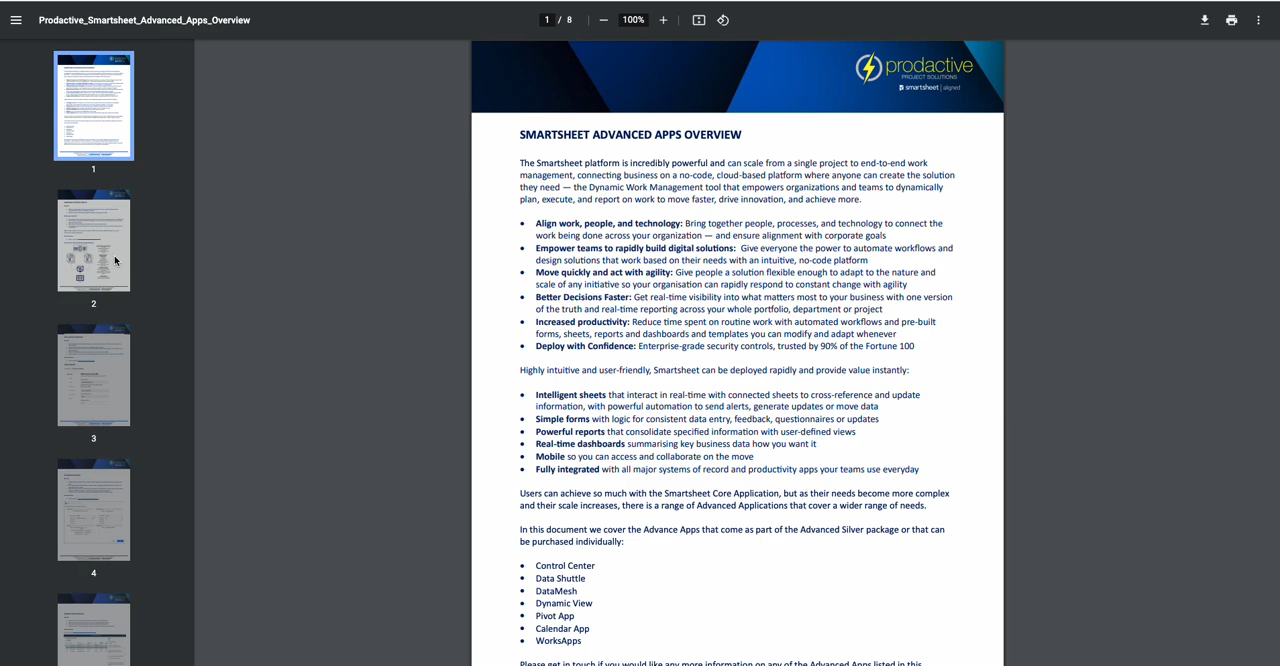 Prodactive_Smartsheet_Advanced_Apps_Overview
1 / 8
100%
1
2
3
4
prodactive
PROJECT SOLUTIONS
smartsheet | aligned
SMARTSHEET ADVANCED APPS OVERVIEW
The Smartsheet platform is incredibly powerful and can scale from a single project to end-to-end work
management, connecting business on a no-code, cloud-based platform where anyone can create the solution
they need — the Dynamic Work Management tool that empowers organizations and teams to dynamically
plan, execute, and report on work to move faster, drive innovation, and achieve more.
• Align work, people, and technology: Bring together people, processes, and technology to connect the
work being done across your organization — and ensure alignment with corporate goals
• Empower teams to rapidly build digital solutions: Give everyone the power to automate workflows and
design solutions that work based on their needs with an intuitive, no-code platform
• Move quickly and act with agility: Give people a solution flexible enough to adapt to the nature and
scale of any initiative so your organisation can rapidly respond to constant change with agility
• Better Decisions Faster: Get real-time visibility into what matters most to your business with one version
of the truth and real-time reporting across your whole portfolio, department or project
• Increased productivity: Reduce time spent on routine work with automated workflows and pre-built
forms, sheets, reports and dashboards and templates you can modify and adapt whenever
• Deploy with Confidence: Enterprise-grade security controls, trusted by 90% of the Fortune 100
Highly intuitive and user-friendly, Smartsheet can be deployed rapidly and provide value instantly:
• Intelligent sheets that interact in real-time with connected sheets to cross-reference and update
information, with powerful automation to send alerts, generate updates or move data
• Simple forms with logic for consistent data entry, feedback, questionnaires or updates
• Powerful reports that consolidate specified information with user-defined views
• Real-time dashboards summarising key business data how you want it
• Mobile so you can access and collaborate on the move
• Fully integrated with all major systems of record and productivity apps your teams use everyday
Users can achieve so much with the Smartsheet Core Application, but as their needs become more complex
and their scale increases, there is a range of Advanced Applications that cover a wider range of needs.
In this document we cover the Advance Apps that come as part of the Advanced Silver package or that can
be purchased individually:
• Control Center
• Data Shuttle
• DataMesh
• Dynamic View
• Pivot App
• Calendar App
• WorksApps
Please get in touch if you would like any more information on any of the Advanced Apps listed in this